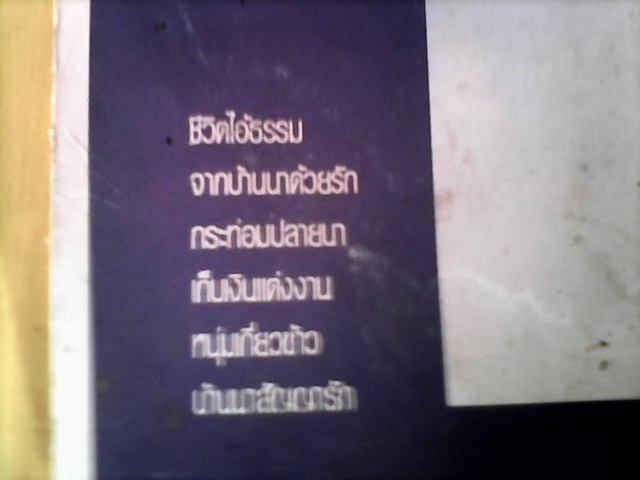 ชีวิตไอ้ธรรม
จากบ้านนาด้วยรัก
กระท่อมปลายนา
เก็บเงินแต่งงาน
หนุ่มเกี่ยวข้าว
บ้านนาสัญญารัก